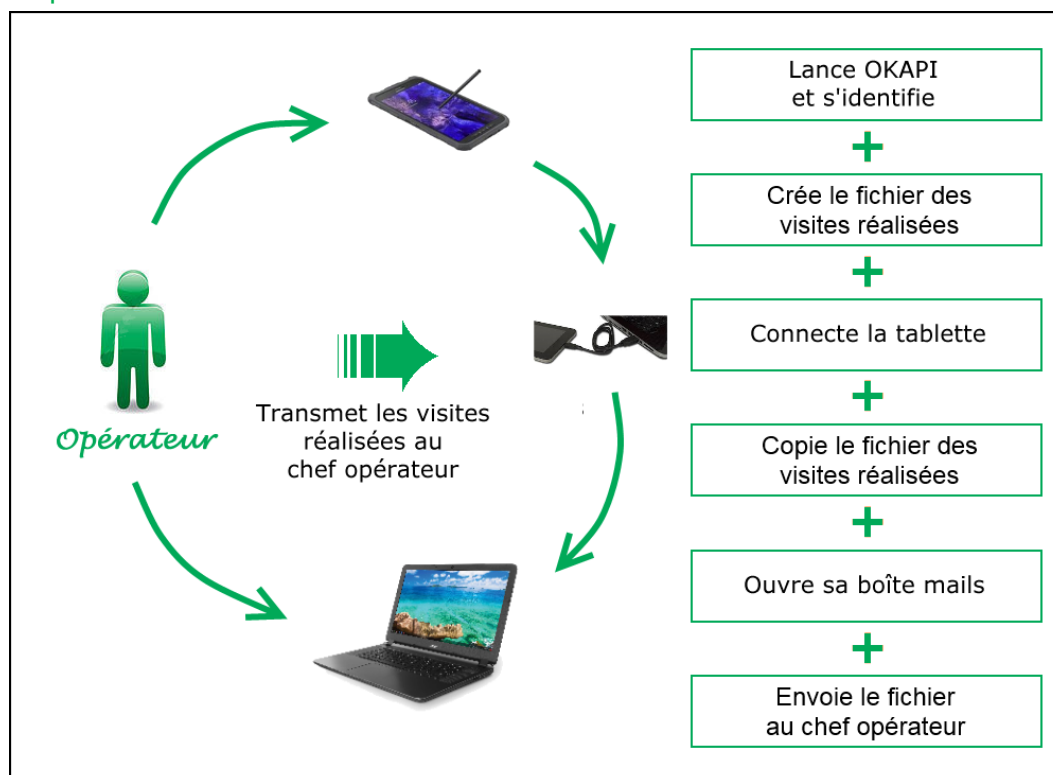 Lance OKAPI
et s'identifie
+
Crée le fichier des
visites réalisées
+
Connecte la tablette
+
Copie le fichier des
visites réalisées
+
Ouvre sa boîte mails
+
Envoie le fichier
au chef opérateur
Opérateur
Transmet les visites
réalisées au
chef opérateur